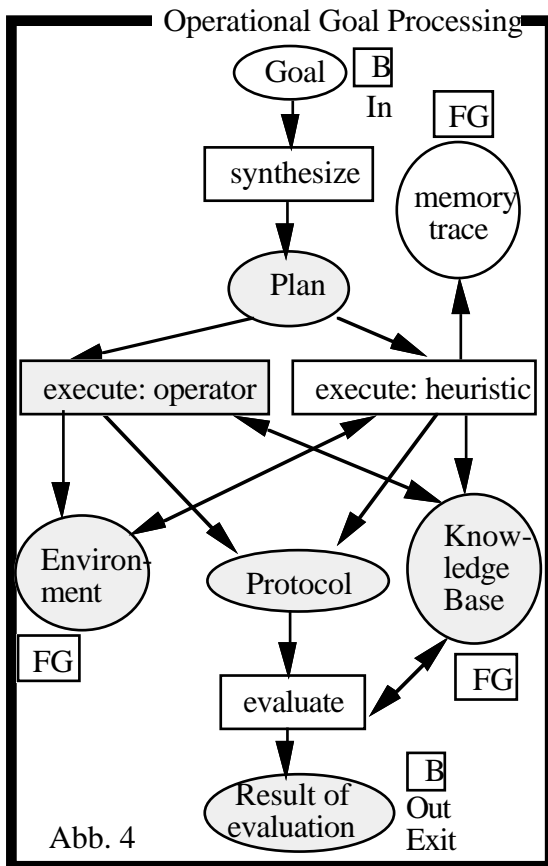 Operational Goal Processing
Goal
B
In
FG
synthesize
memory
trace
Plan
execute: operator
execute: heuristic
Environ-
ment
FG
Protocol
Know-
ledge
Base
FG
evaluate
Result of
evaluation
B
Out
Exit
Abb. 4